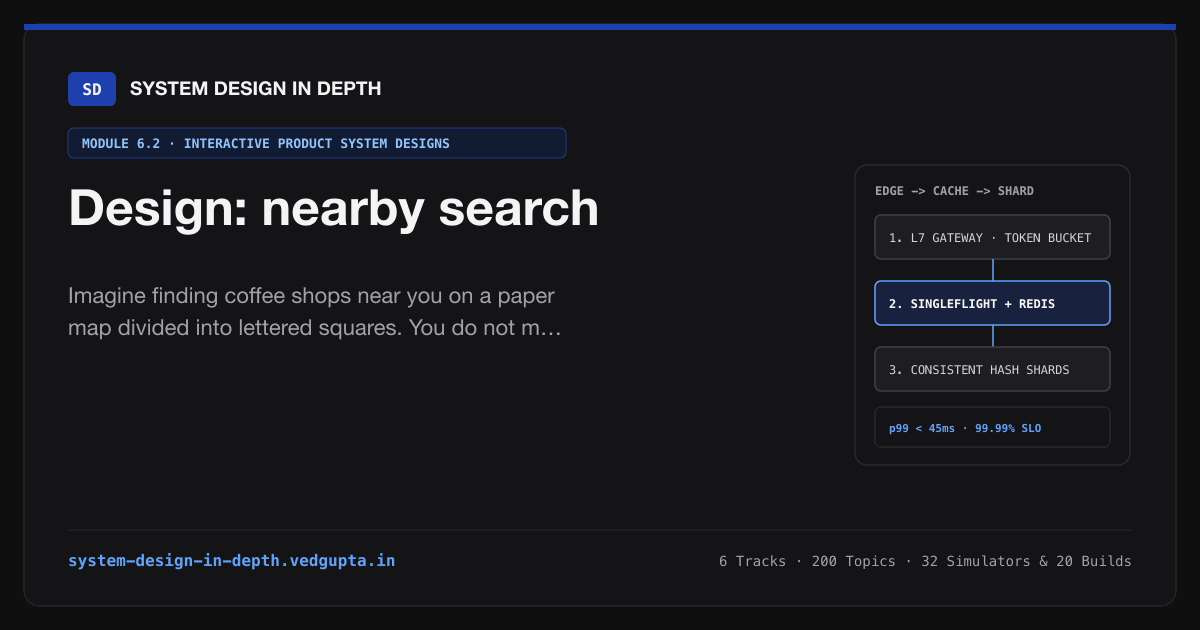 SD
SYSTEM DESIGN IN DEPTH
MODULE 6.2 · INTERACTIVE PRODUCT SYSTEM DESIGNS
Design: nearby search
Imagine finding coffee shops near you on a paper
map divided into lettered squares. You do not m…
EDGE —> CACHE —> SHARD
1. L7 GATEWAY · TOKEN BUCKET
2. SINGLEFLIGHT + REDIS
3. CONSISTENT HASH SHARDS
p99 < 45ms · 99.99% SLO
system-design-in-depth.vedgupta.in
6 Tracks · 200 Topics · 32 Simulators & 20 Builds